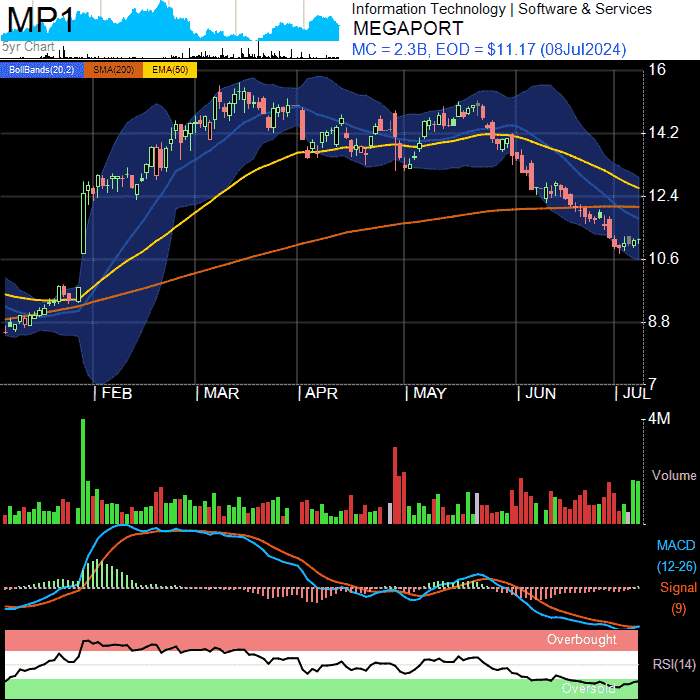 MP1
5yr Chart
Information Technology | Software & Services
MEGAPORT
MC = 2.3B, EOD = $11.17 (08Jul2024)
BollBands(20,2) SMA(200) EMA(50)
16
14.2
12.4
10.6
8.8
7
| FEB | MAR | APR | MAY | JUN | JUL
4M
Volume
MACD
(12-26)
Signal
(9)
Overbought
RSI(14)
Oversold